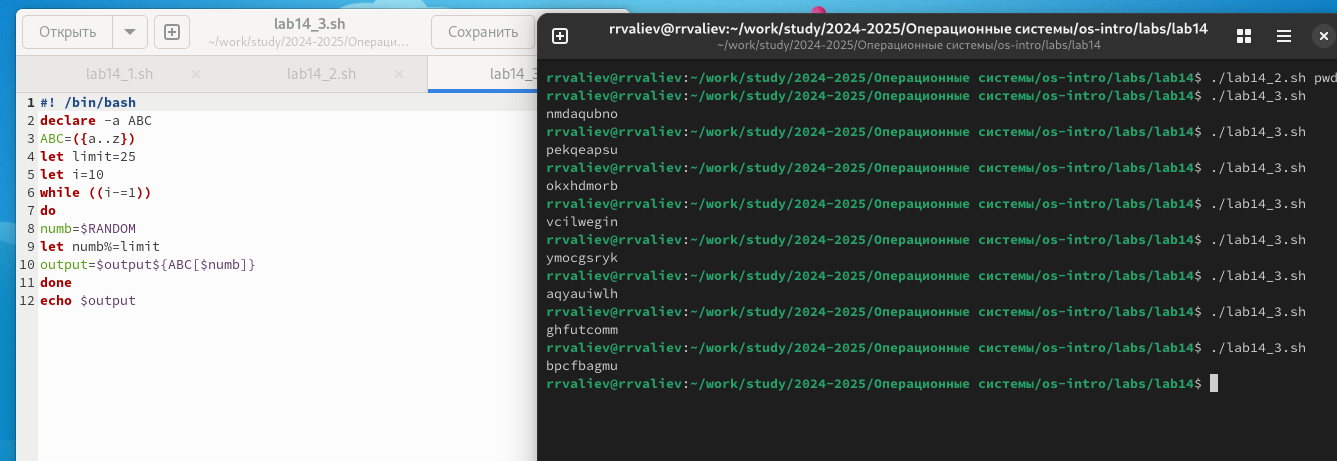 Открыть
lab14_3.sh
~/work/study/2024-2025/Операци…
Сохранить
lab14_1.sh
lab14_2.sh
lab14_3
1 #! /bin/bash
2 declare -a ABC
3 ABC=({a..z})
4 let limit=25
5 let i=10
6 while ((i-=1))
7 do
8 numb=$RANDOM
9 let numb%=limit
10 output=$output${ABC[$numb]}
11 done
12 echo $output
rrvaliev@rrvaliev:~/work/study/2024-2025/Операционные системы/os-intro/labs/lab14
~/work/study/2024-2025/Операционные системы/os-intro/labs/lab14
rrvaliev@rrvaliev:~/work/study/2024-2025/Операционные системы/os-intro/labs/lab14$ ./lab14_2.sh pwd
rrvaliev@rrvaliev:~/work/study/2024-2025/Операционные системы/os-intro/labs/lab14$ ./lab14_3.sh
nmdaqubno
rrvaliev@rrvaliev:~/work/study/2024-2025/Операционные системы/os-intro/labs/lab14$ ./lab14_3.sh
pekqeapsu
rrvaliev@rrvaliev:~/work/study/2024-2025/Операционные системы/os-intro/labs/lab14$ ./lab14_3.sh
okxhdmorb
rrvaliev@rrvaliev:~/work/study/2024-2025/Операционные системы/os-intro/labs/lab14$ ./lab14_3.sh
vcilwegin
rrvaliev@rrvaliev:~/work/study/2024-2025/Операционные системы/os-intro/labs/lab14$ ./lab14_3.sh
ymocgsryk
rrvaliev@rrvaliev:~/work/study/2024-2025/Операционные системы/os-intro/labs/lab14$ ./lab14_3.sh
aqyauiwlh
rrvaliev@rrvaliev:~/work/study/2024-2025/Операционные системы/os-intro/labs/lab14$ ./lab14_3.sh
ghfutcomm
rrvaliev@rrvaliev:~/work/study/2024-2025/Операционные системы/os-intro/labs/lab14$ ./lab14_3.sh
bpcfbagmu
rrvaliev@rrvaliev:~/work/study/2024-2025/Операционные системы/os-intro/labs/lab14$